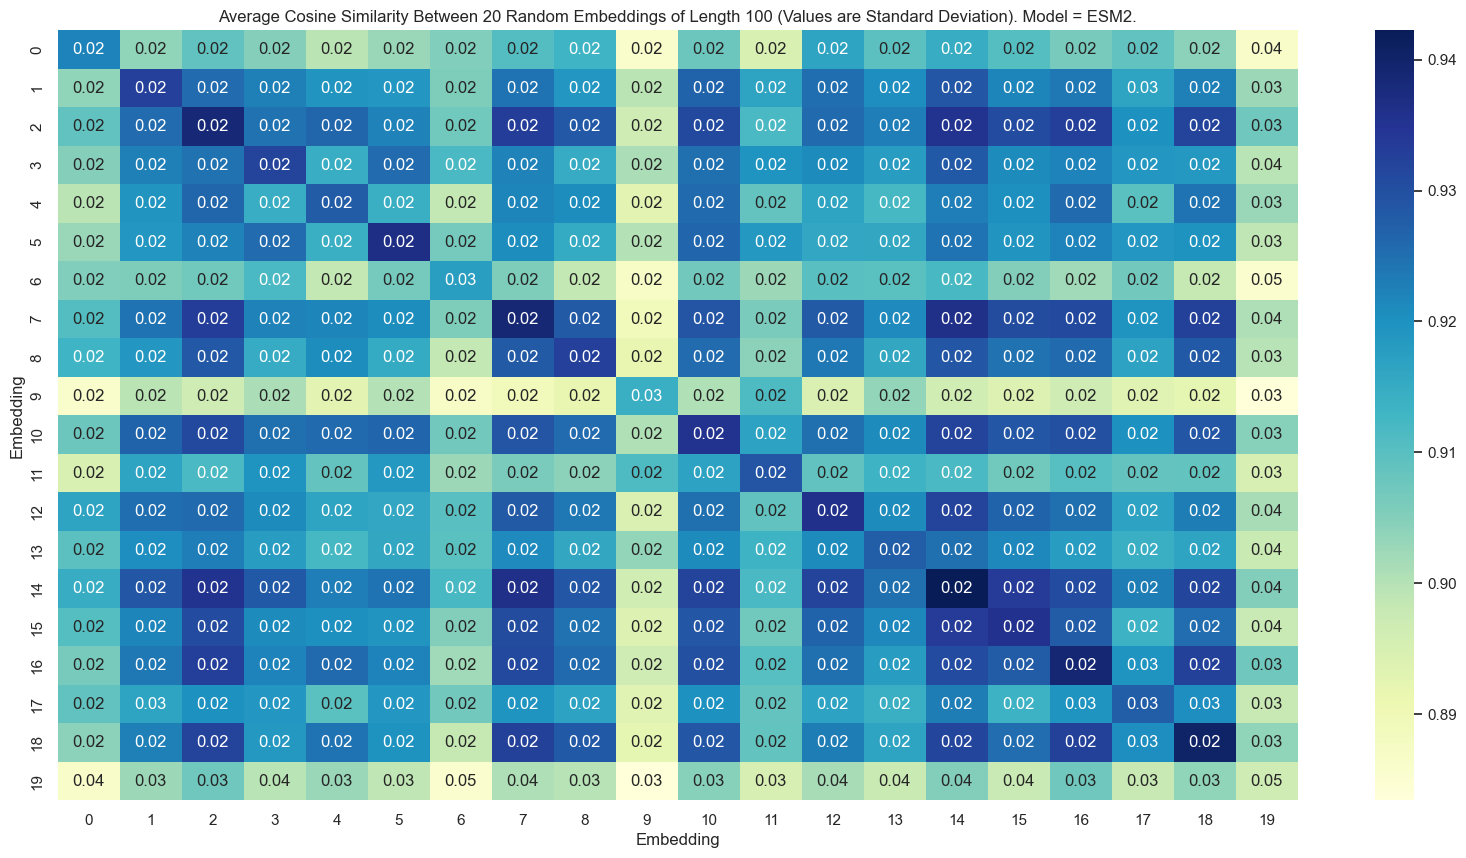 Average Cosine Similarity Between 20 Random Embeddings of Length 100 (Values are Standard Deviation). Model = ESM2.
0 0.02 0.02 0.02 0.02 0.02 0.02 0.02 0.02 0.02 0.02 0.02 0.02 0.02 0.02 0.02 0.02 0.02 0.02 0.02 0.04
1 0.02 0.02 0.02 0.02 0.02 0.02 0.02 0.02 0.02 0.02 0.02 0.02 0.02 0.02 0.02 0.02 0.02 0.03 0.02 0.03
2 0.02 0.02 0.02 0.02 0.02 0.02 0.02 0.02 0.02 0.02 0.02 0.02 0.02 0.02 0.02 0.02 0.02 0.02 0.02 0.03
3 0.02 0.02 0.02 0.02 0.02 0.02 0.02 0.02 0.02 0.02 0.02 0.02 0.02 0.02 0.02 0.02 0.02 0.02 0.02 0.04
4 0.02 0.02 0.02 0.02 0.02 0.02 0.02 0.02 0.02 0.02 0.02 0.02 0.02 0.02 0.02 0.02 0.02 0.02 0.02 0.03
5 0.02 0.02 0.02 0.02 0.02 0.02 0.02 0.02 0.02 0.02 0.02 0.02 0.02 0.02 0.02 0.02 0.02 0.02 0.02 0.03
6 0.02 0.02 0.02 0.02 0.02 0.02 0.03 0.02 0.02 0.02 0.02 0.02 0.02 0.02 0.02 0.02 0.02 0.02 0.02 0.05
7 0.02 0.02 0.02 0.02 0.02 0.02 0.02 0.02 0.02 0.02 0.02 0.02 0.02 0.02 0.02 0.02 0.02 0.02 0.02 0.04
8 0.02 0.02 0.02 0.02 0.02 0.02 0.02 0.02 0.02 0.02 0.02 0.02 0.02 0.02 0.02 0.02 0.02 0.02 0.02 0.03
9 0.02 0.02 0.02 0.02 0.02 0.02 0.02 0.02 0.02 0.03 0.02 0.02 0.02 0.02 0.02 0.02 0.02 0.02 0.02 0.03
10 0.02 0.02 0.02 0.02 0.02 0.02 0.02 0.02 0.02 0.02 0.02 0.02 0.02 0.02 0.02 0.02 0.02 0.02 0.02 0.03
11 0.02 0.02 0.02 0.02 0.02 0.02 0.02 0.02 0.02 0.02 0.02 0.02 0.02 0.02 0.02 0.02 0.02 0.02 0.02 0.03
12 0.02 0.02 0.02 0.02 0.02 0.02 0.02 0.02 0.02 0.02 0.02 0.02 0.02 0.02 0.02 0.02 0.02 0.02 0.02 0.04
13 0.02 0.02 0.02 0.02 0.02 0.02 0.02 0.02 0.02 0.02 0.02 0.02 0.02 0.02 0.02 0.02 0.02 0.02 0.02 0.04
14 0.02 0.02 0.02 0.02 0.02 0.02 0.02 0.02 0.02 0.02 0.02 0.02 0.02 0.02 0.02 0.02 0.02 0.02 0.02 0.04
15 0.02 0.02 0.02 0.02 0.02 0.02 0.02 0.02 0.02 0.02 0.02 0.02 0.02 0.02 0.02 0.02 0.02 0.02 0.02 0.04
16 0.02 0.02 0.02 0.02 0.02 0.02 0.02 0.02 0.02 0.02 0.02 0.02 0.02 0.02 0.02 0.02 0.02 0.03 0.02 0.03
17 0.02 0.03 0.02 0.02 0.02 0.02 0.02 0.02 0.02 0.02 0.02 0.02 0.02 0.02 0.02 0.02 0.03 0.03 0.03 0.03
18 0.02 0.02 0.02 0.02 0.02 0.02 0.02 0.02 0.02 0.02 0.02 0.02 0.02 0.02 0.02 0.02 0.02 0.03 0.02 0.03
19 0.04 0.03 0.03 0.04 0.03 0.03 0.05 0.04 0.03 0.03 0.03 0.03 0.04 0.04 0.04 0.04 0.03 0.03 0.03 0.05
0 1 2 3 4 5 6 7 8 9 10 11 12 13 14 15 16 17 18 19
Embedding
Embedding
0.94
0.93
0.92
0.91
0.90
0.89